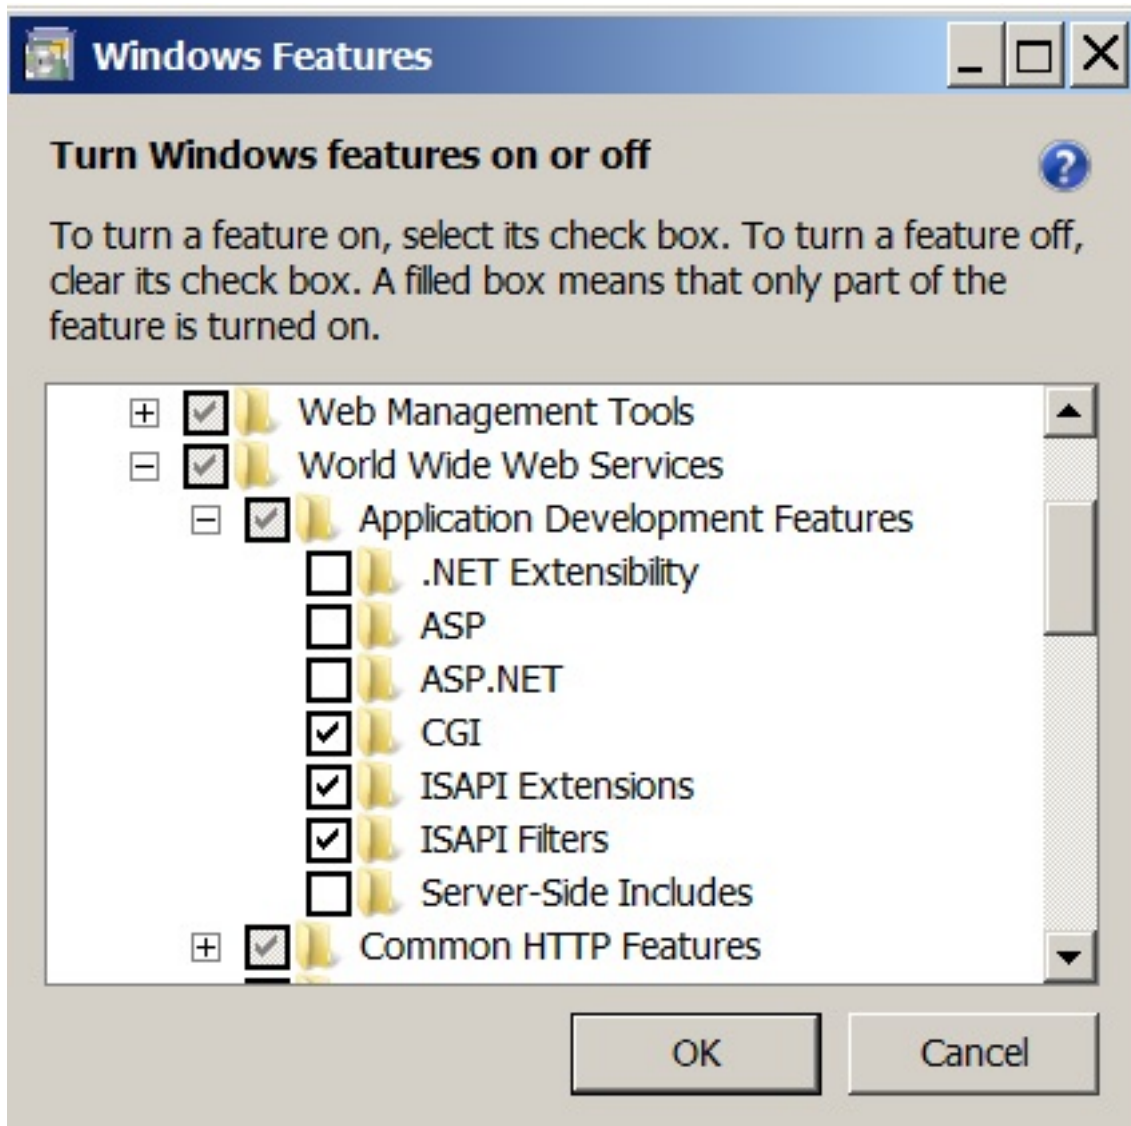 Windows Features
Turn Windows features on or off
To turn a feature on, select its check box. To turn a feature off,
clear its check box. A filled box means that only part of the
feature is turned on.
Web Management Tools
World Wide Web Services
Application Development Features
.NET Extensibility
ASP
ASP.NET
CGI
ISAPI Extensions
ISAPI Filters
Server-Side Includes
Common HTTP Features
OK
Cancel